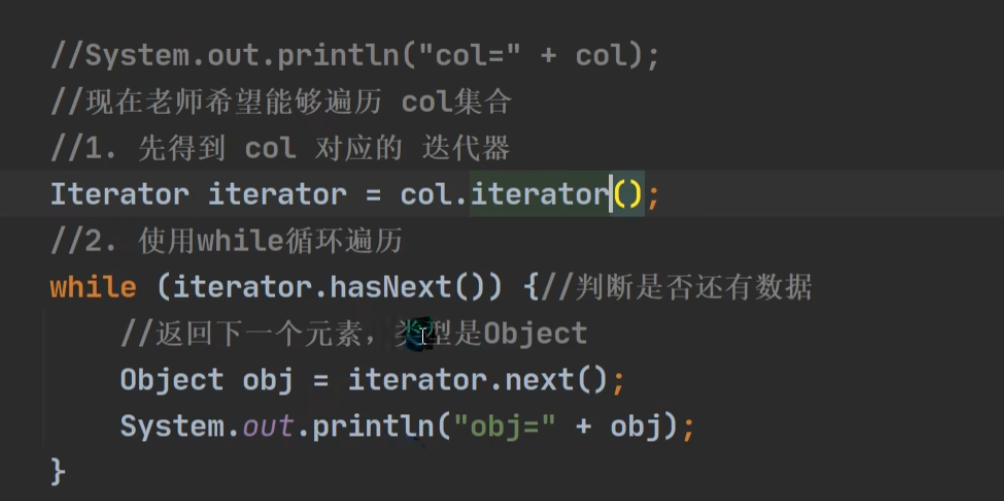 //System.out.println("col=" + col);
//现在老师希望能够遍历 col集合
//1. 先得到 col 对应的 迭代器
Iterator iterator = col.iterator();
//2. 使用while循环遍历
while (iterator.hasNext()) {//判断是否还有数据
//返回下一个元素，类型是Object
Object obj = iterator.next();
System.out.println("obj=" + obj);
}